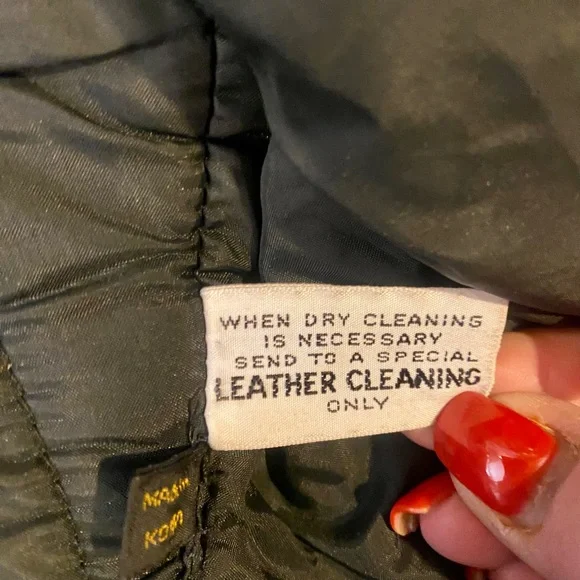 WHEN DRY CLEANING
IS NECESSARY
SEND TO A SPECIAL
LEATHER CLEANING
ONLY